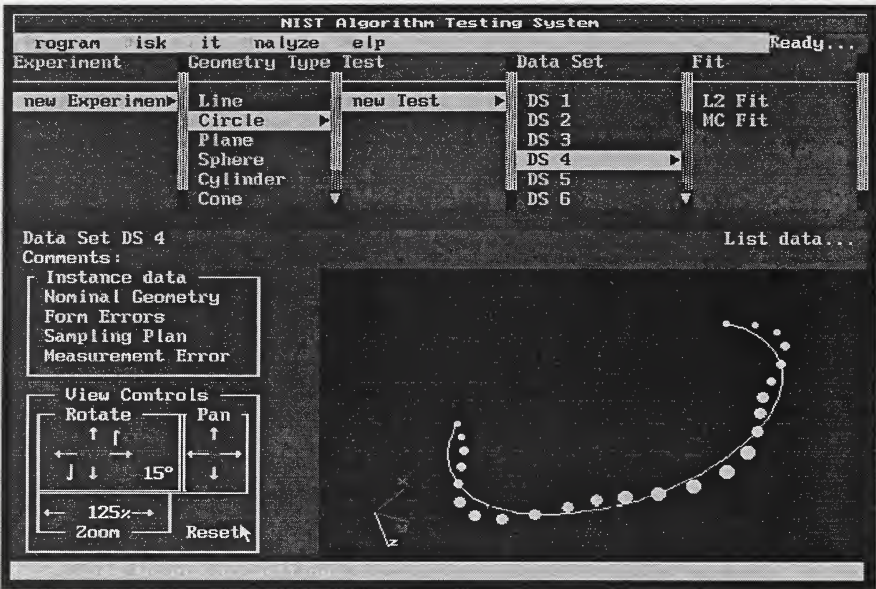 NIST Algorithm Testing System
rogram isk it nalyze elp Ready...
Experiment Geometry Type Test Data Set Fit
new Experimen new Test
Line
Circle
Plane
Sphere
Cylinder
Cone
DS 1
DS 2
DS 3
DS 4
DS 5
DS 6
L2 Fit
MC Fit
Data Set DS 4
List data...
Comments:
Instance data
Nominal Geometry
Form Errors
Sampling Plan
Measurement Error
View Controls
Rotate Pan
15°
125%
Zoom Reset
z